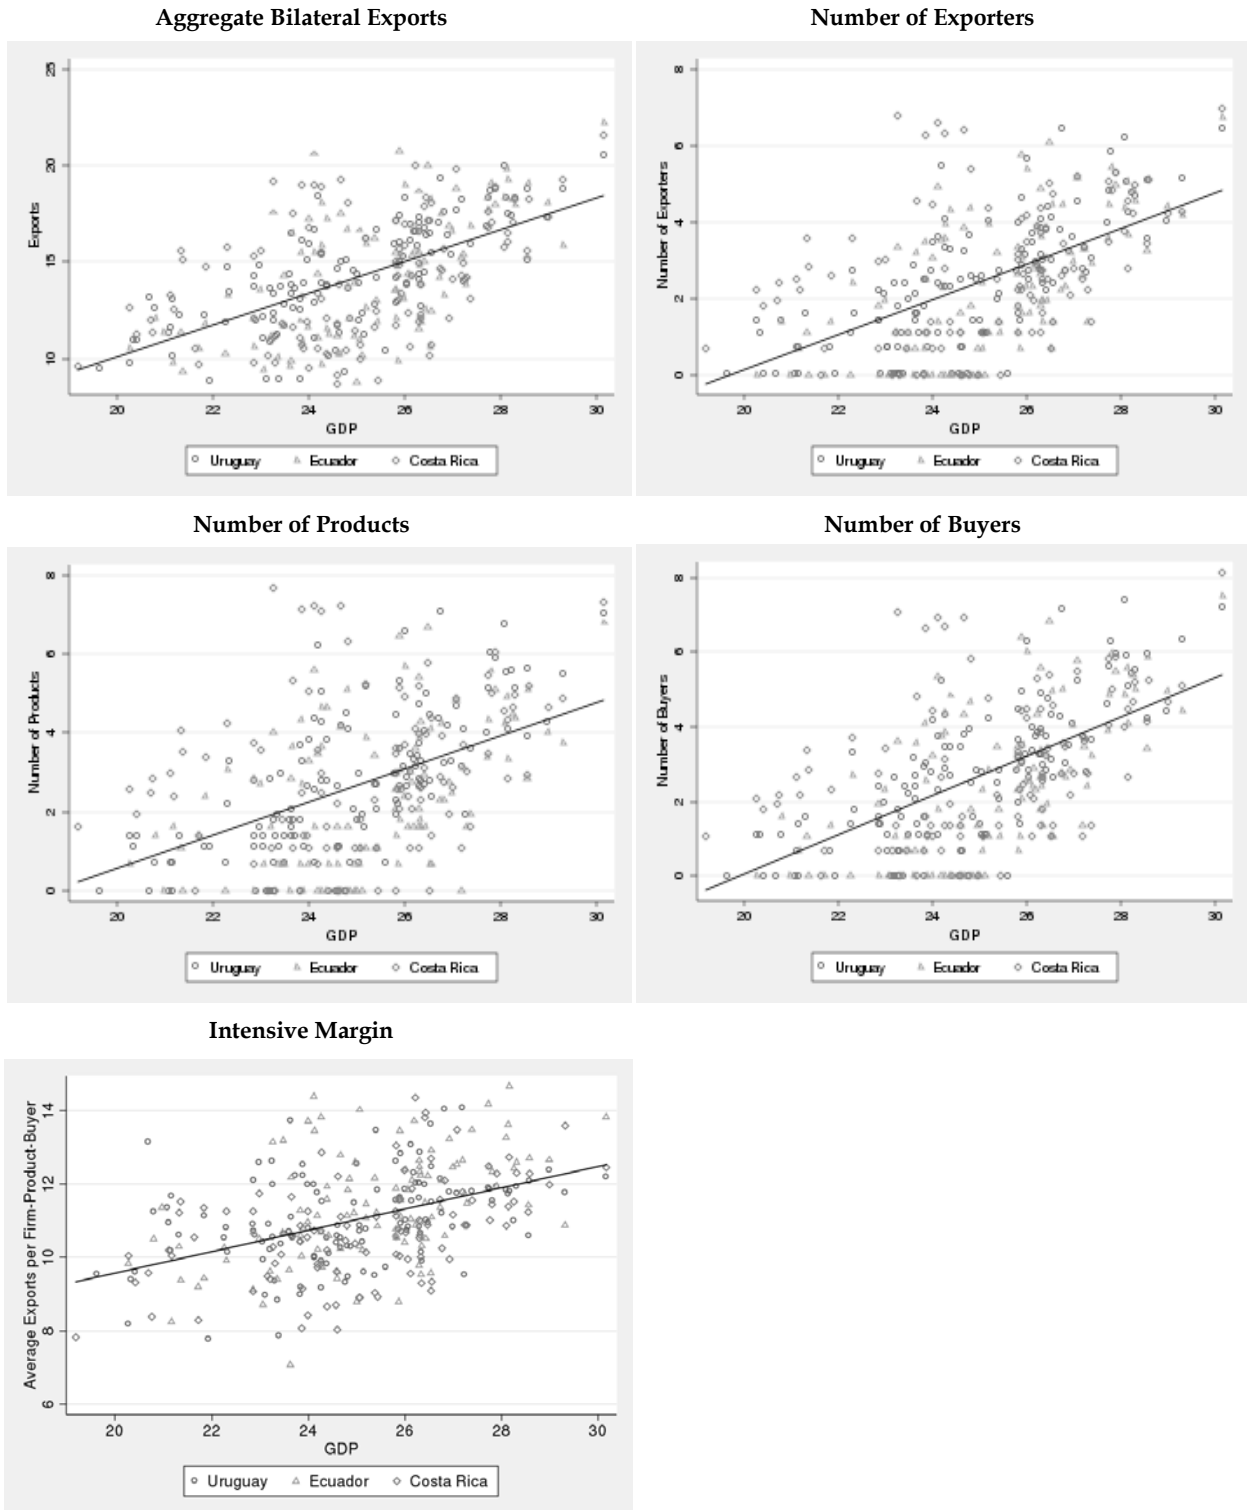 Aggregate Bilateral Exports
Number of Exporters
Exports
25
20
15
10
20 22 24 26 28 30
GDP
Uruguay Ecuador Costa Rica
Number of Exporters
8
6
4
2
0
20 22 24 26 28 30
GDP
Uruguay Ecuador Costa Rica
Number of Products
Number of Buyers
Number of Products
8
6
4
2
0
20 22 24 26 28 30
GDP
Uruguay Ecuador Costa Rica
Number of Buyers
8
6
4
2
0
20 22 24 26 28 30
GDP
Uruguay Ecuador Costa Rica
Intensive Margin
Average Exports per Firm-Product-Buyer
14
12
10
8
6
20 22 24 26 28 30
GDP
Uruguay Ecuador Costa Rica